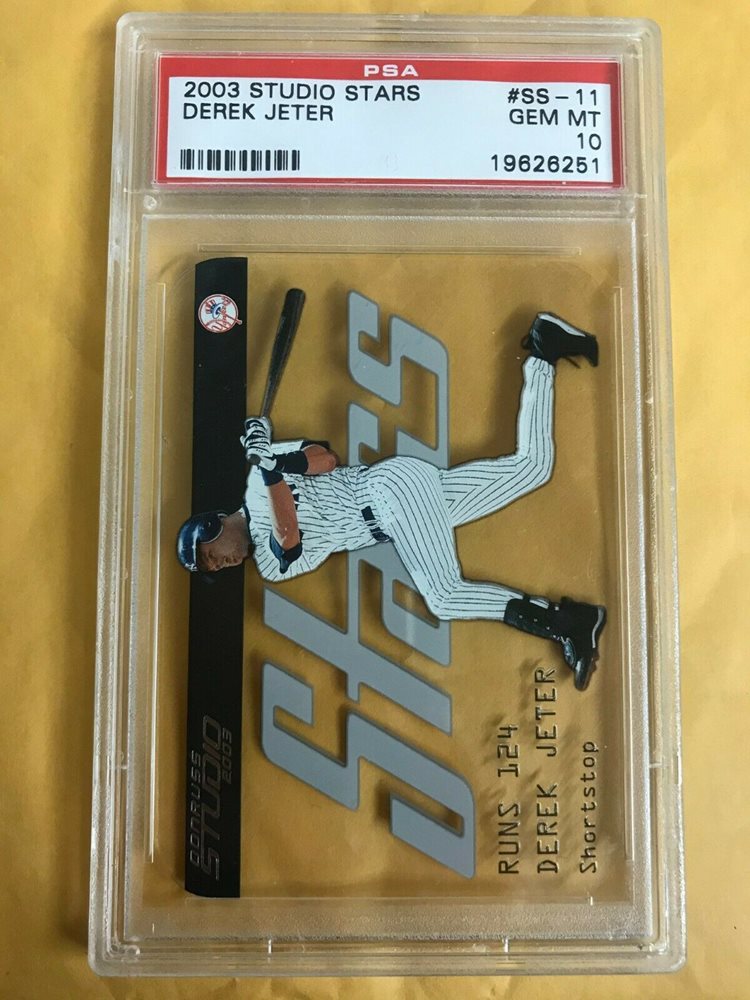 PSA
2003 STUDIO STARS #SS-11
DEREK JETER GEM MT
10
19626251
DONRUSS
STUDIO
2003
Stars
RUNS 124
DEREK JETER
Shortstop